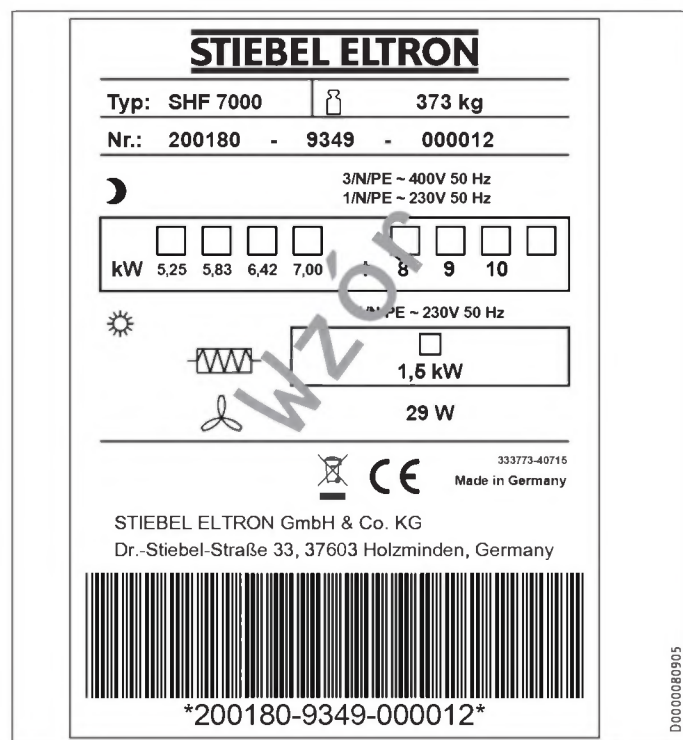 STIEBEL ELTRON
Typ: SHF 7000 373 kg
Nr.: 200180 - 9349 - 000012
3/N/PE ~ 400V 50 Hz
1/N/PE ~ 230V 50 Hz
kW 5,25 5,83 6,42 7,00 8 9 10
/N/PE ~ 230V 50 Hz
1,5 kW
29 W
Wzór
333773-40715
CE Made in Germany
STIEBEL ELTRON GmbH & Co. KG
Dr.-Stiebel-Straße 33, 37603 Holzminden, Germany
*200180-9349-000012*
D0000080905